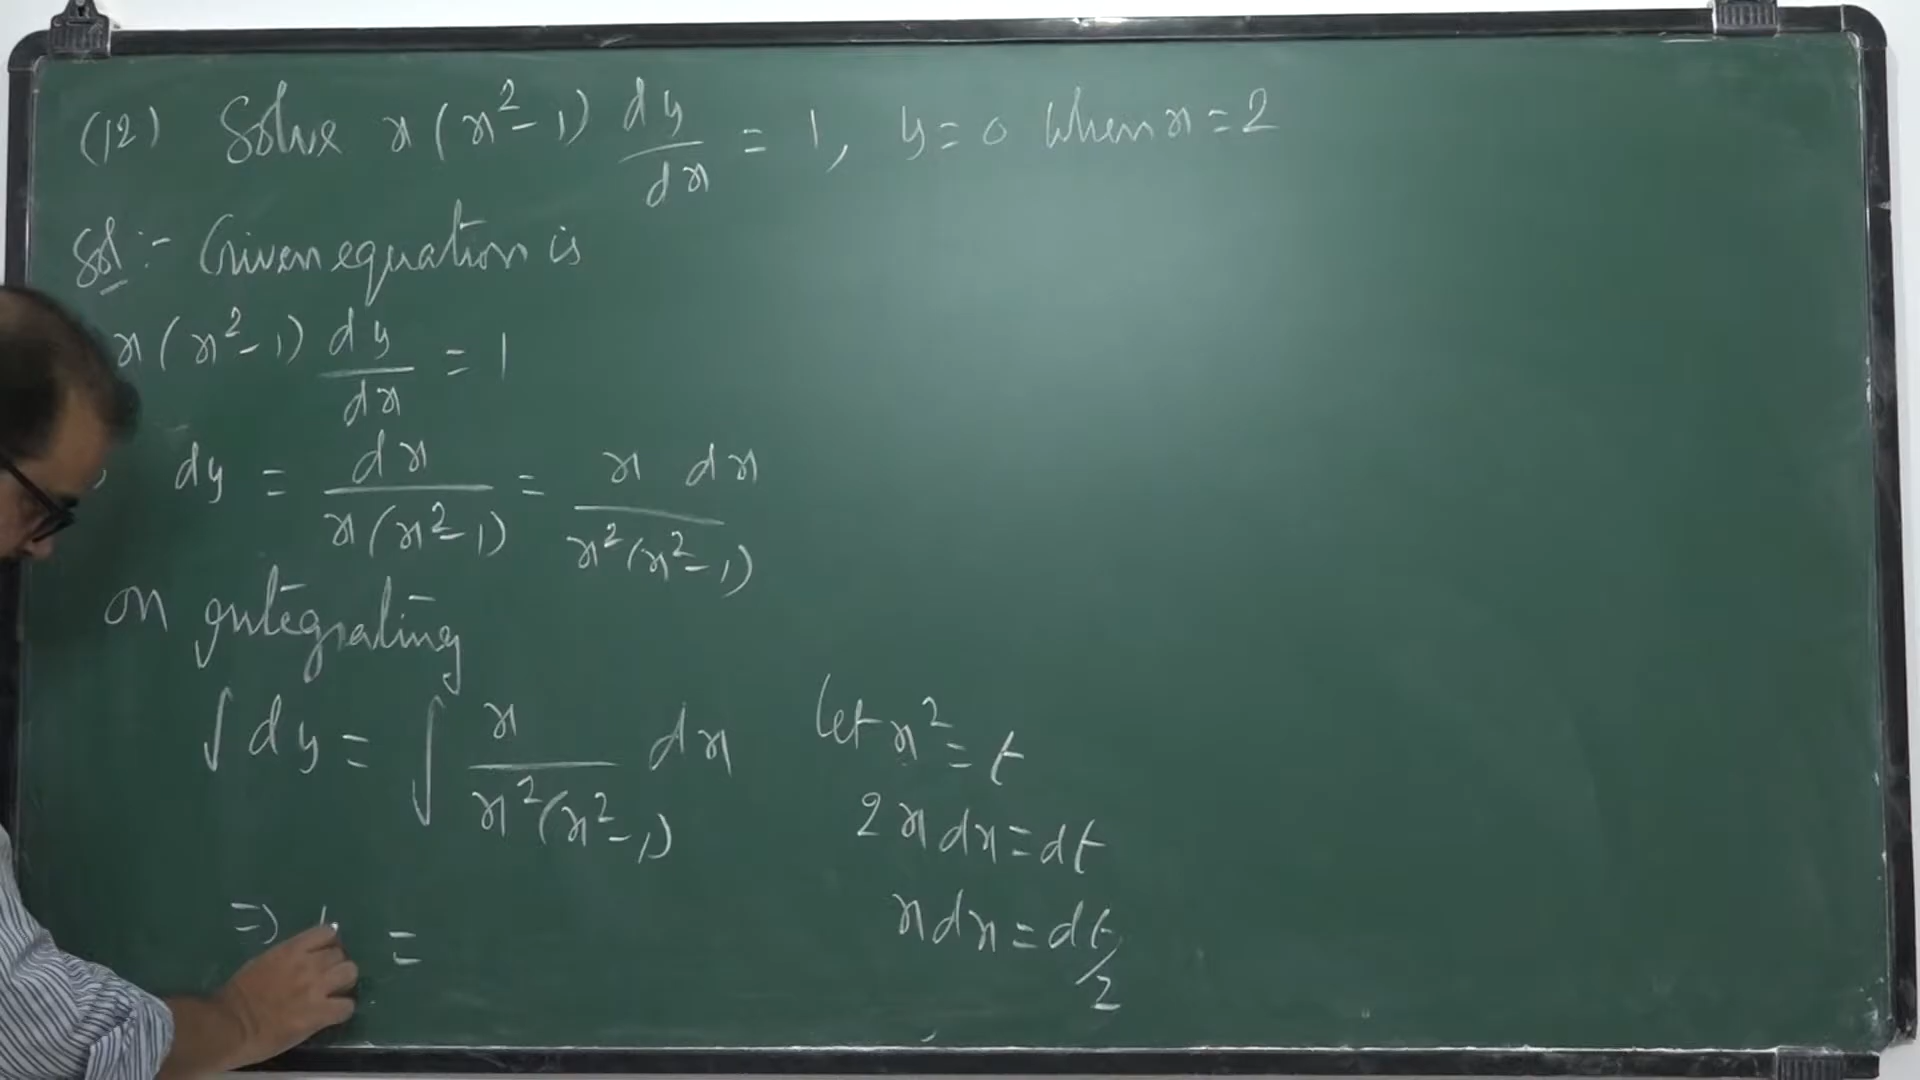 (12) Solve x(x²-1) dy/dx = 1, y=0 when x=2
Sol :- Given equation is
x(x²-1) dy/dx = 1
dy = dx/x(x²-1) = x dx/x²(x²-1)
on integrating
∫dy = ∫ x/x²(x²-1) dx
Let x² = t
2x dx = dt
x dx = dt/2
⇒ =